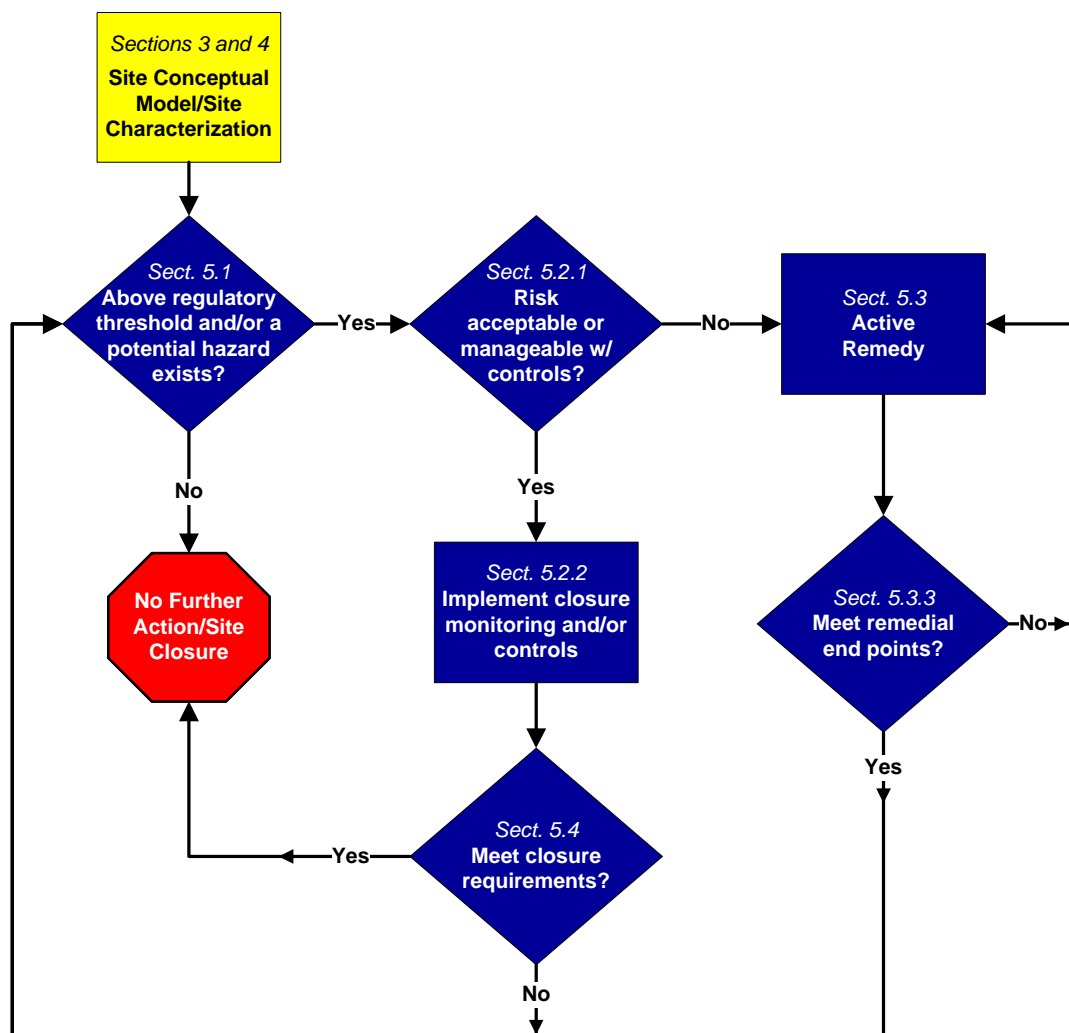 Sections 3 and 4
Site Conceptual
Model/Site
Characterization
Sect. 5.1
Above regulatory
threshold and/or a
potential hazard
exists?
Yes
Sect. 5.2.1
Risk
acceptable or
manageable w/
controls?
No
Sect. 5.3
Active
Remedy
No
Yes
No Further
Action/Site
Closure
Sect. 5.2.2
Implement closure
monitoring and/or
controls
Sect. 5.3.3
Meet remedial
end points?
No
Yes
Sect. 5.4
Meet closure
requirements?
Yes
No